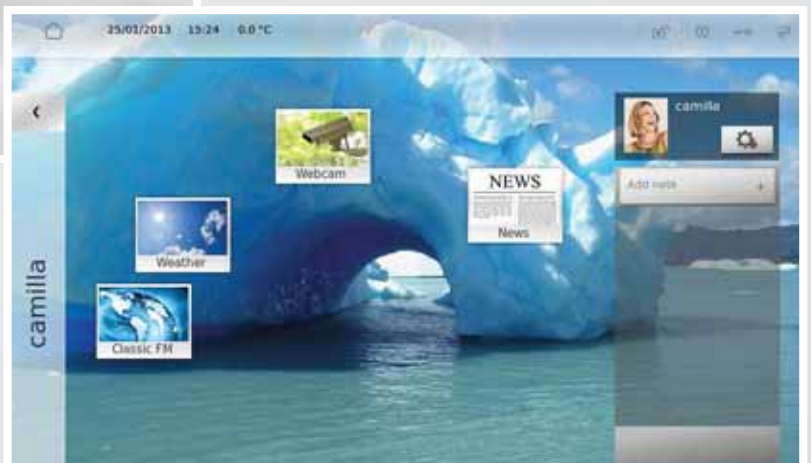 25/01/2013 15:24 0.0 °C
camilla
Webcam
NEWS
News
Weather
Classic FM
camilla
Add note +